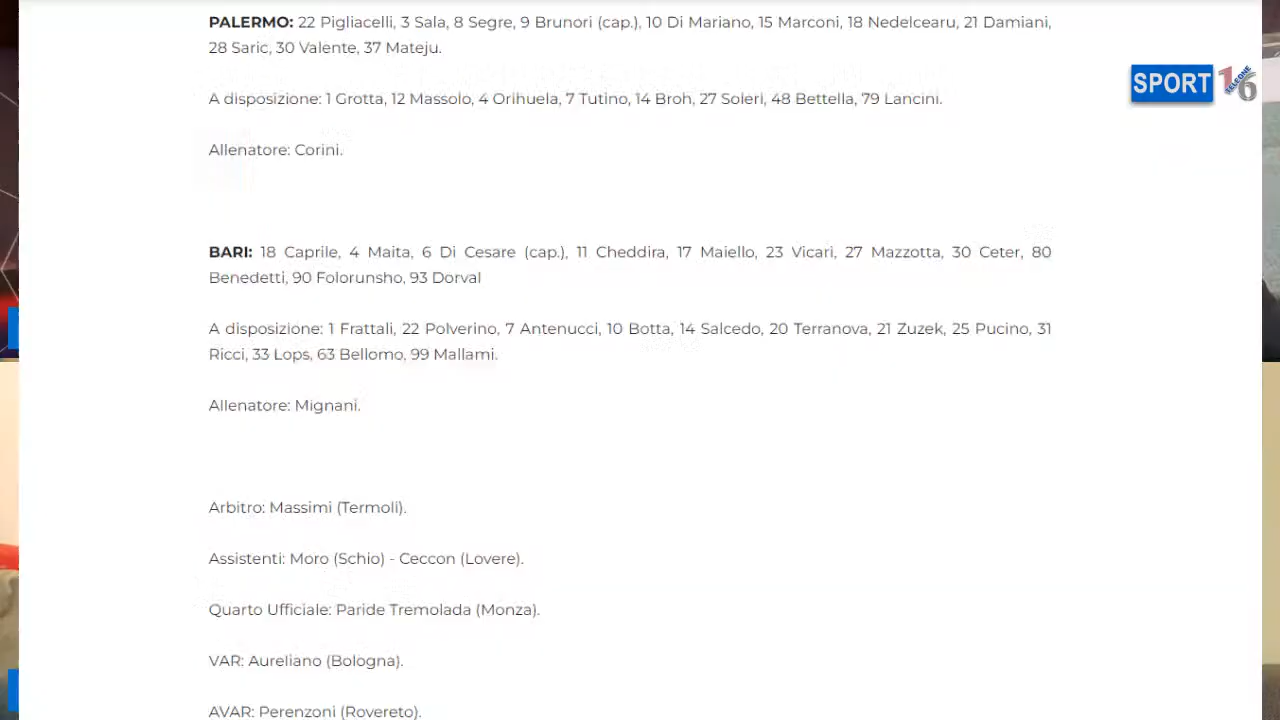 PALERMO: 22 Pigliacelli, 3 Sala, 8 Segre, 9 Brunori (cap.), 10 Di Mariano, 15 Marconi, 18 Nedelcearu, 21 Damiani,
28 Saric, 30 Valente, 37 Mateju.
A disposizione: 1 Grotta, 12 Massolo, 4 Orihuela, 7 Tutino, 14 Broh, 27 Soleri, 48 Bettella, 79 Lancini.
Allenatore: Corini.
BARI: 18 Caprile, 4 Maita, 6 Di Cesare (cap.), 11 Cheddira, 17 Maiello, 23 Vicari, 27 Mazzotta, 30 Ceter, 80
Benedetti, 90 Folorunsho, 93 Dorval
A disposizione: 1 Frattali, 22 Polverino, 7 Antenucci, 10 Botta, 14 Salcedo, 20 Terranova, 21 Zuzek, 25 Pucino, 31
Ricci, 33 Lops, 63 Bellomo, 99 Mallami.
Allenatore: Mignani.
Arbitro: Massimi (Termoli).
Assistenti: Moro (Schio) - Ceccon (Lovere).
Quarto Ufficiale: Paride Tremolada (Monza).
VAR: Aureliano (Bologna).
AVAR: Perenzoni (Rovereto).
SPORT
TELEONE 16